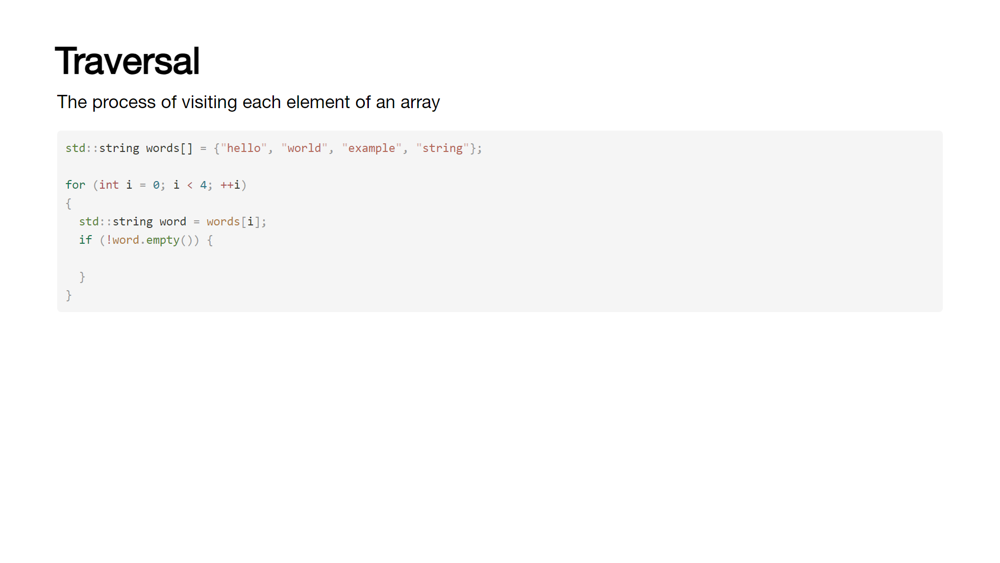 Traversal
The process of visiting each element of an array
std::string words[] = {"hello", "world", "example", "string"};
for (int i = 0; i < 4; ++i)
{
  std::string word = words[i];
  if (!word.empty()) {
  }
}